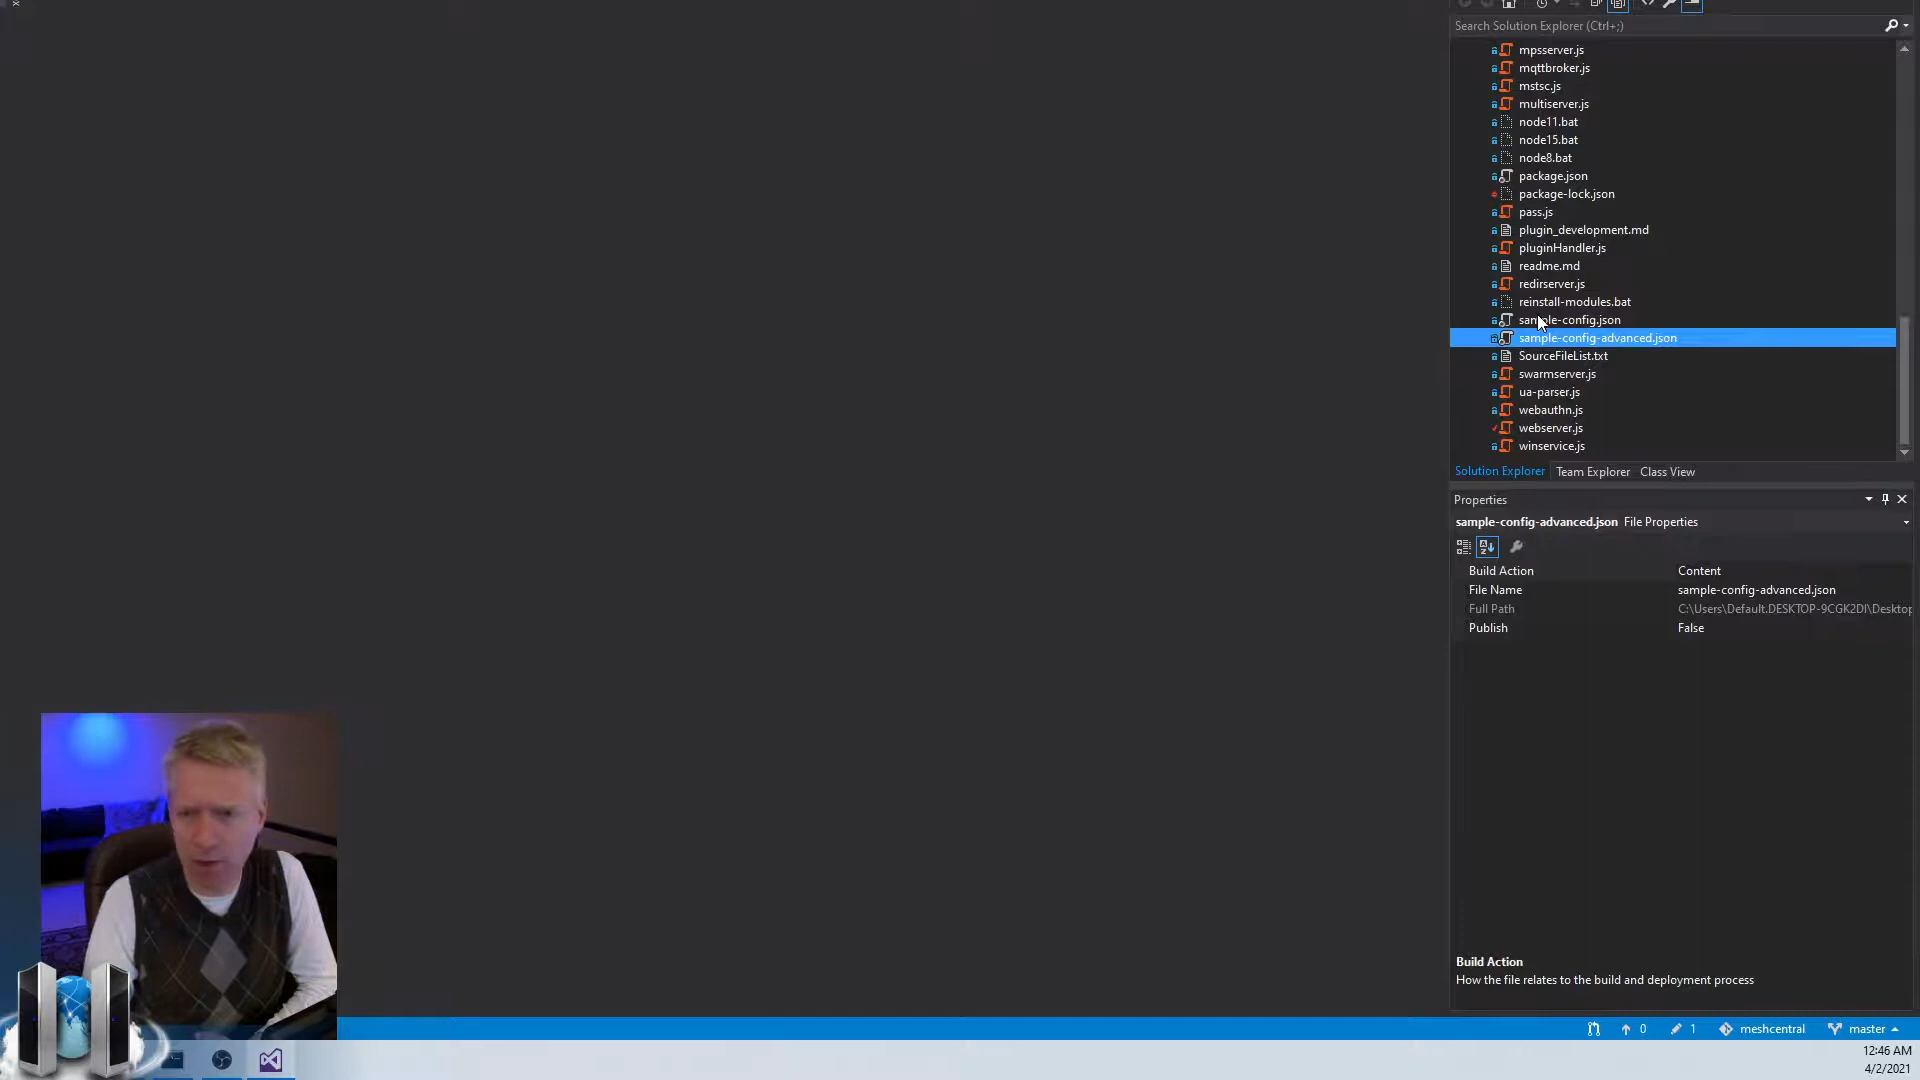 Search Solution Explorer (Ctrl+;)
mpsserver.js
mqttbroker.js
mstsc.js
multiserver.js
node11.bat
node15.bat
node8.bat
package.json
package-lock.json
pass.js
plugin_development.md
pluginHandler.js
readme.md
redirserver.js
reinstall-modules.bat
sample-config.json
sample-config-advanced.json
SourceFileList.txt
swarmserver.js
ua-parser.js
webauthn.js
webserver.js
winservice.js
Solution Explorer Team Explorer Class View
Properties
sample-config-advanced.json File Properties
Build Action Content
File Name sample-config-advanced.json
Full Path C:\Users\Default.DESKTOP-9CGK2DI\Desktop
Publish False
Build Action
How the file relates to the build and deployment process
0 1 meshcentral master
12:46 AM
4/2/2021